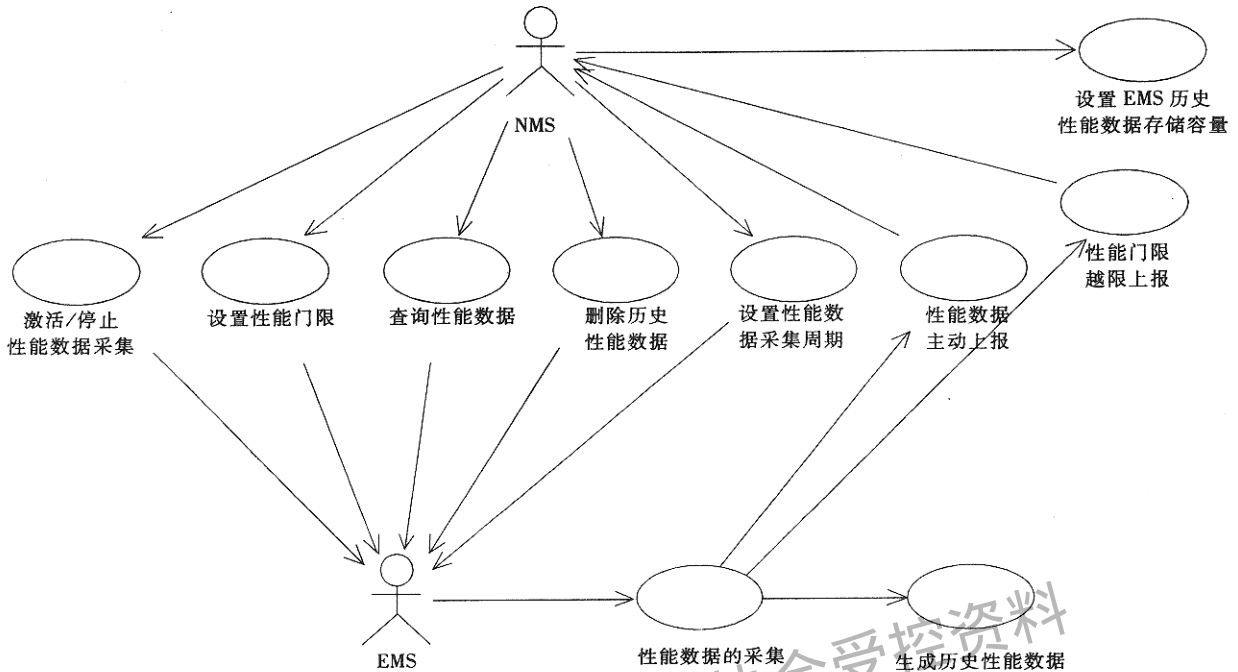 NMS
设置 EMS 历史
性能数据存储容量
性能门限
越限上报
激活/停止
性能数据采集
设置性能门限
查询性能数据
删除历史
性能数据
设置性能数
据采集周期
性能数据
主动上报
EMS
性能数据的采集
生成历史性能数据
受控资料